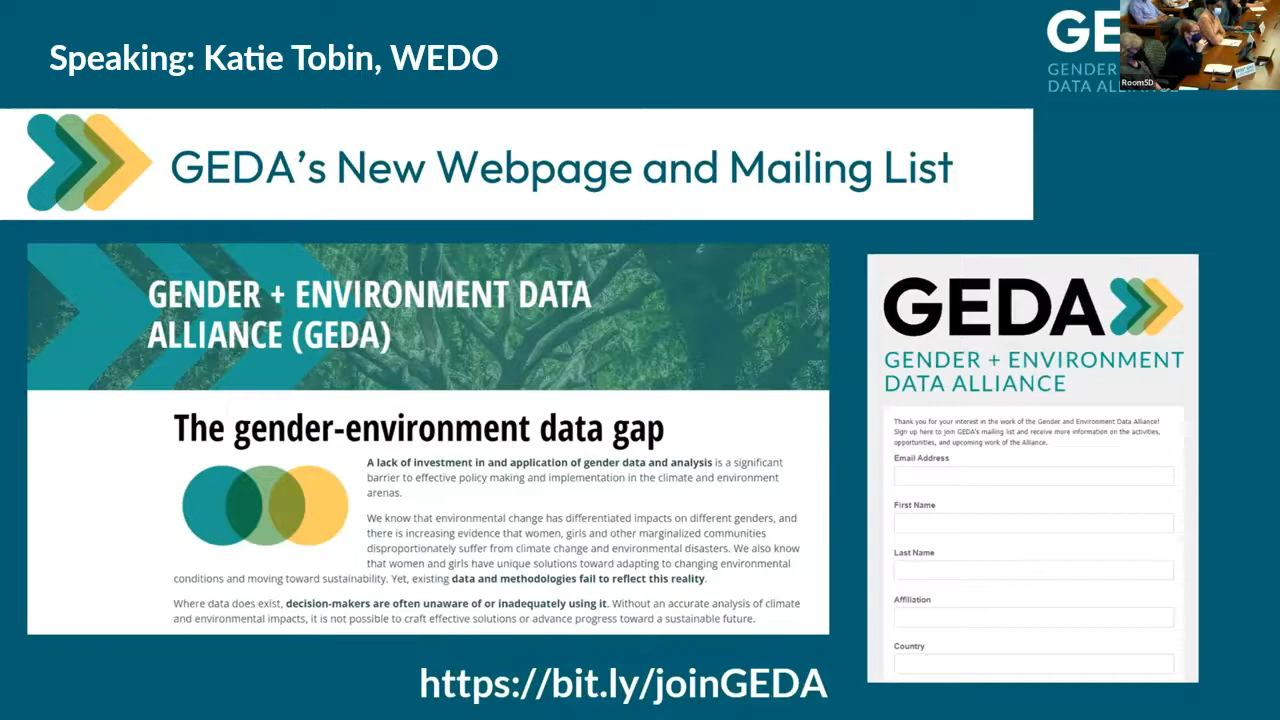 Speaking: Katie Tobin, WEDO
GE
GENDER
DATA ALLIANCE
Room5D
GEDA's New Webpage and Mailing List
GENDER + ENVIRONMENT DATA
ALLIANCE (GEDA)
The gender-environment data gap
A lack of investment in and application of gender data and analysis is a significant
barrier to effective policy making and implementation in the climate and environment
arenas.
We know that environmental change has differentiated impacts on different genders, and
there is increasing evidence that women, girls and other marginalized communities
disproportionately suffer from climate change and environmental disasters. We also know
that women and girls have unique solutions toward adapting to changing environmental
conditions and moving toward sustainability. Yet, existing data and methodologies fail to reflect this reality.
Where data does exist, decision-makers are often unaware of or inadequately using it. Without an accurate analysis of climate
and environmental impacts, it is not possible to craft effective solutions or advance progress toward a sustainable future.
GEDA
GENDER + ENVIRONMENT
DATA ALLIANCE
Thank you for your interest in the work of the Gender and Environment Data Alliance!
Sign up here to join GEDA's mailing list and receive more information on the activities,
opportunities, and upcoming work of the Alliance.
Email Address
First Name
Last Name
Affiliation
Country
https://bit.ly/joinGEDA